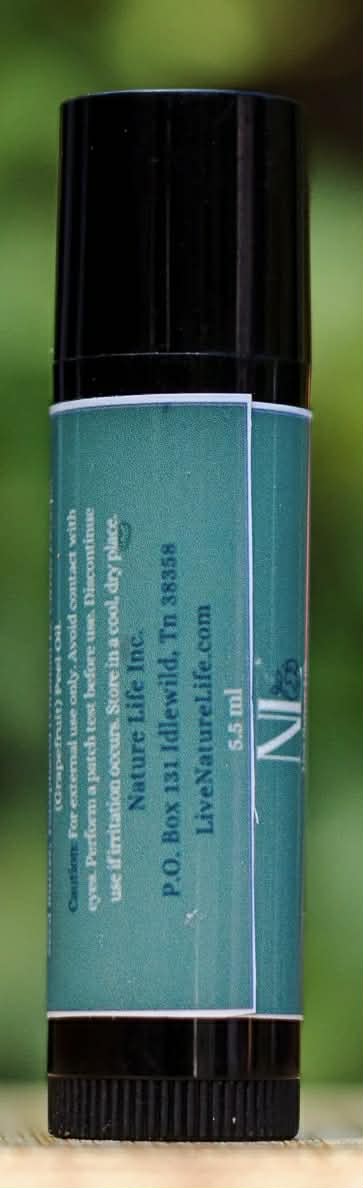 (Grapefruit) Peel Oil.
Caution: For external use only. Avoid contact with
eyes. Perform a patch test before use. Discontinue
use if irritation occurs. Store in a cool, dry place.
Nature Life Inc.
P.O. Box 131 Idlewild, Tn 38358
LiveNatureLife.com
5.5 ml
NL